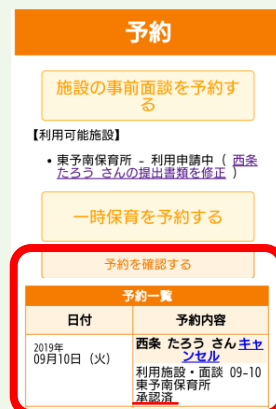 予約
施設の事前面談を予約す
る
【利用可能施設】
• 東予南保育所 - 利用申請中 ( 西条
たろう さんの提出書類を修正 )
一時保育を予約する
予約を確認する
予約一覧
日付 予約内容
2019年
09月10日（火）
西条 たろう さん キャ
ンセル
利用施設・面談 09-10
東予南保育所
承認済